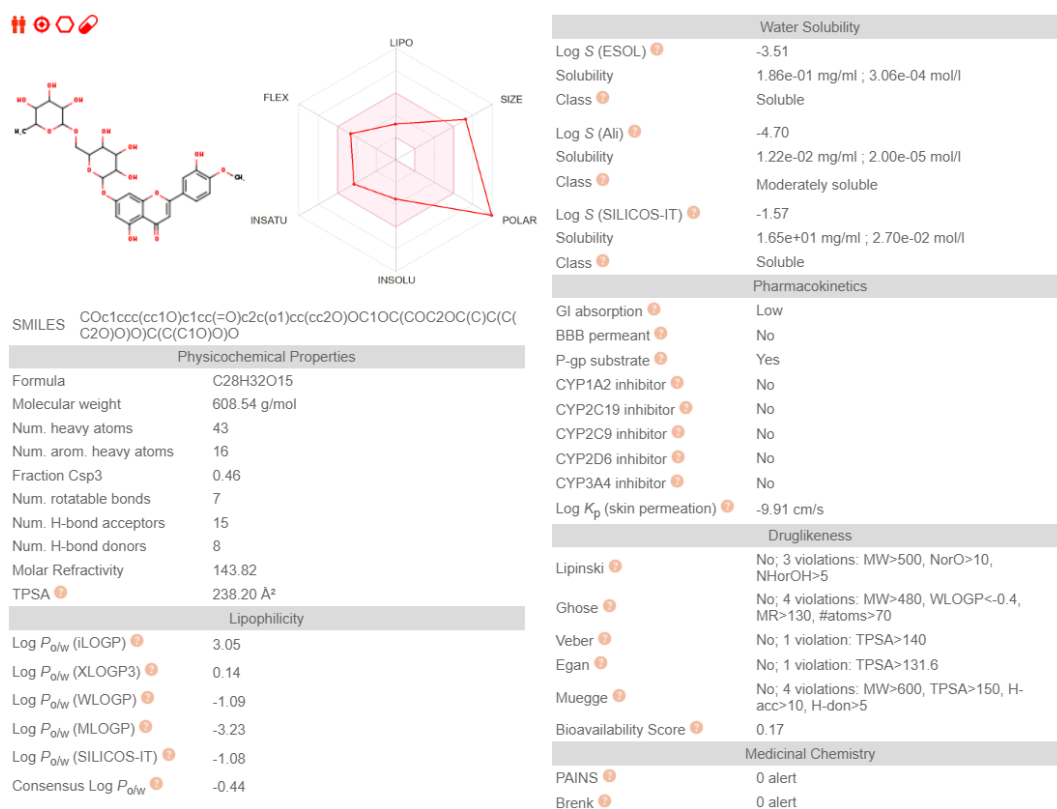 LIPO
FLEX
SIZE
INSATU
POLAR
INSOLU
OH
OH
HO
OH
H₃C
O
O
O
OH
HO
OH
O
O
O
OH
O
CH₃
OH
O
SMILES COc1ccc(cc1O)c1cc(=O)c2c(o1)cc(cc2O)OC1OC(COC2OC(C)C(C(
C2O)O)O)C(C(C1O)O)O
Physicochemical Properties
Formula C28H32O15
Molecular weight 608.54 g/mol
Num. heavy atoms 43
Num. arom. heavy atoms 16
Fraction Csp3 0.46
Num. rotatable bonds 7
Num. H-bond acceptors 15
Num. H-bond donors 8
Molar Refractivity 143.82
TPSA ? 238.20 Å²
Lipophilicity
Log Po/w (iLOGP) ? 3.05
Log Po/w (XLOGP3) ? 0.14
Log Po/w (WLOGP) ? -1.09
Log Po/w (MLOGP) ? -3.23
Log Po/w (SILICOS-IT) ? -1.08
Consensus Log Po/w ? -0.44
Water Solubility
Log S (ESOL) ? -3.51
Solubility 1.86e-01 mg/ml ; 3.06e-04 mol/l
Class ? Soluble
Log S (Ali) ? -4.70
Solubility 1.22e-02 mg/ml ; 2.00e-05 mol/l
Class ? Moderately soluble
Log S (SILICOS-IT) ? -1.57
Solubility 1.65e+01 mg/ml ; 2.70e-02 mol/l
Class ? Soluble
Pharmacokinetics
GI absorption ? Low
BBB permeant ? No
P-gp substrate ? Yes
CYP1A2 inhibitor ? No
CYP2C19 inhibitor ? No
CYP2C9 inhibitor ? No
CYP2D6 inhibitor ? No
CYP3A4 inhibitor ? No
Log Kp (skin permeation) ? -9.91 cm/s
Druglikeness
Lipinski ? No; 3 violations: MW>500, NorO>10,
NHorOH>5
Ghose ? No; 4 violations: MW>480, WLOGP<-0.4,
MR>130, #atoms>70
Veber ? No; 1 violation: TPSA>140
Egan ? No; 1 violation: TPSA>131.6
Muegge ? No; 4 violations: MW>600, TPSA>150, H-
acc>10, H-don>5
Bioavailability Score ? 0.17
Medicinal Chemistry
PAINS ? 0 alert
Brenk ? 0 alert